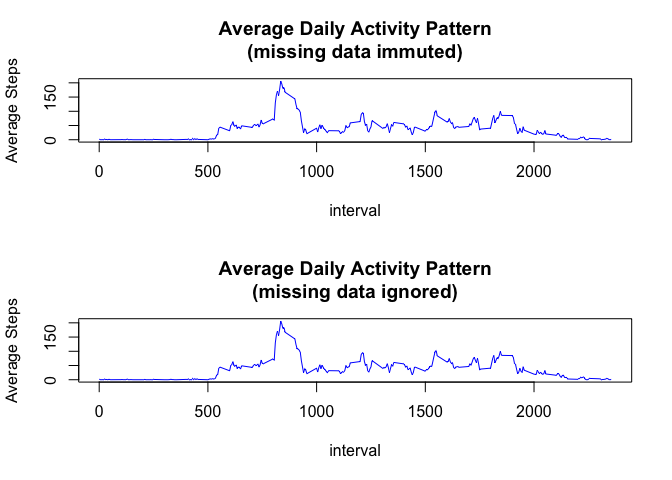 Average Daily Activity Pattern
(missing data immuted)
Average Steps
150
0
0 500 1000 1500 2000
interval
Average Daily Activity Pattern
(missing data ignored)
Average Steps
150
0
0 500 1000 1500 2000
interval